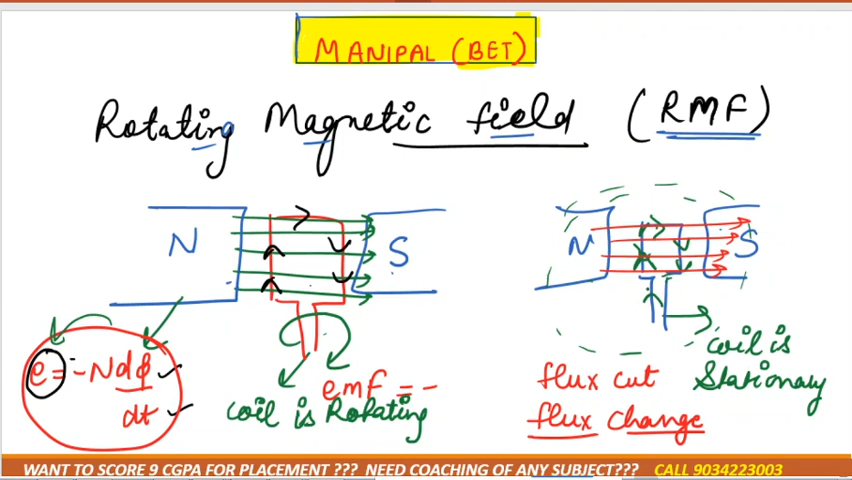 MANIPAL (BET)
Rotating Magnetic field (RMF)
N S
N S
e = -Ndφ
dt
emf = -
coil is Rotating
flux cut
flux change
coil is
Stationary
WANT TO SCORE 9 CGPA FOR PLACEMENT ??? NEED COACHING OF ANY SUBJECT??? CALL 9034223003